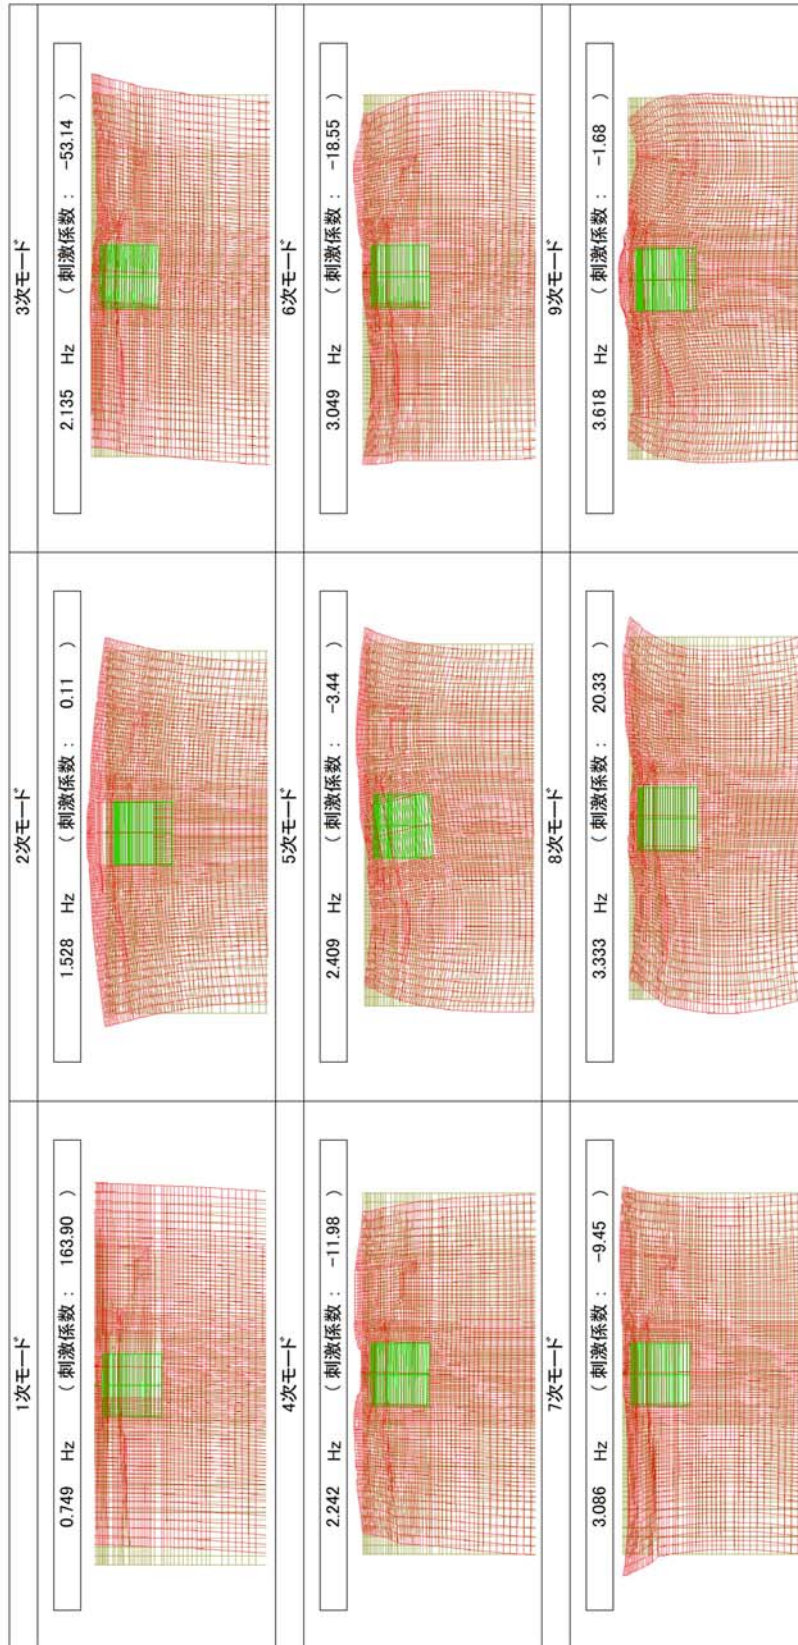 1次モード
0.749 Hz （ 刺激係数 : 163.90 ）
2次モード
1.528 Hz （ 刺激係数 : 0.11 ）
3次モード
2.135 Hz （ 刺激係数 : -53.14 ）
4次モード
2.242 Hz （ 刺激係数 : -11.98 ）
5次モード
2.409 Hz （ 刺激係数 : -3.44 ）
6次モード
3.049 Hz （ 刺激係数 : -18.55 ）
7次モード
3.086 Hz （ 刺激係数 : -9.45 ）
8次モード
3.333 Hz （ 刺激係数 : 20.33 ）
9次モード
3.618 Hz （ 刺激係数 : -1.68 ）